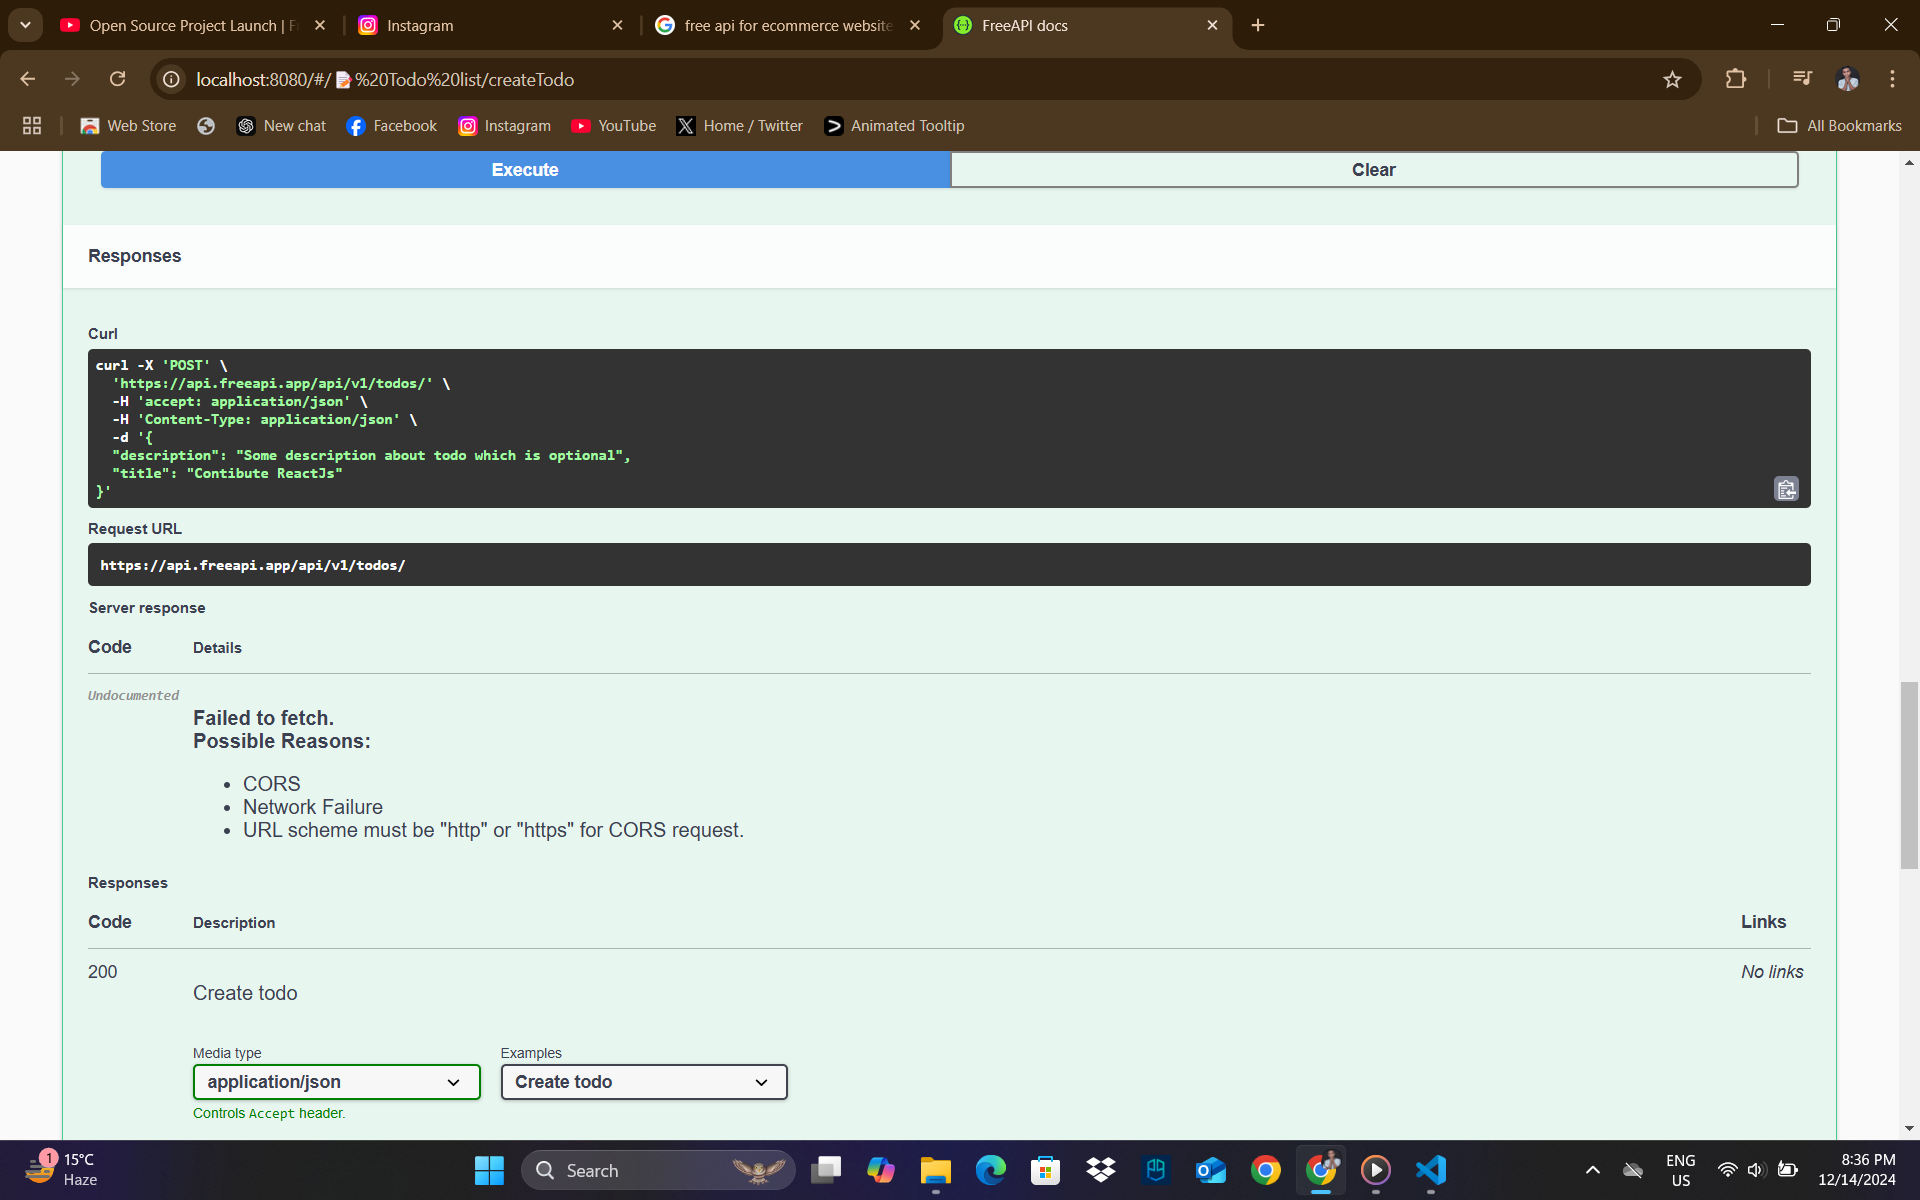 Open Source Project Launch | F
Instagram
free api for ecommerce website
FreeAPI docs
localhost:8080/#/📝%20Todo%20list/createTodo
Web Store
New chat
Facebook
Instagram
YouTube
Home / Twitter
Animated Tooltip
All Bookmarks
Execute
Clear
Responses
Curl
curl -X 'POST' \
'https://api.freeapi.app/api/v1/todos/' \
-H 'accept: application/json' \
-H 'Content-Type: application/json' \
-d '{
"description": "Some description about todo which is optional",
"title": "Contibute ReactJs"
}'
Request URL
https://api.freeapi.app/api/v1/todos/
Server response
Code Details
Undocumented
Failed to fetch.
Possible Reasons:
• CORS
• Network Failure
• URL scheme must be "http" or "https" for CORS request.
Responses
Code Description Links
200 No links
Create todo
Media type Examples
application/json Create todo
Controls Accept header.
1
15°C
Haze
Search
ENG
US
8:36 PM
12/14/2024